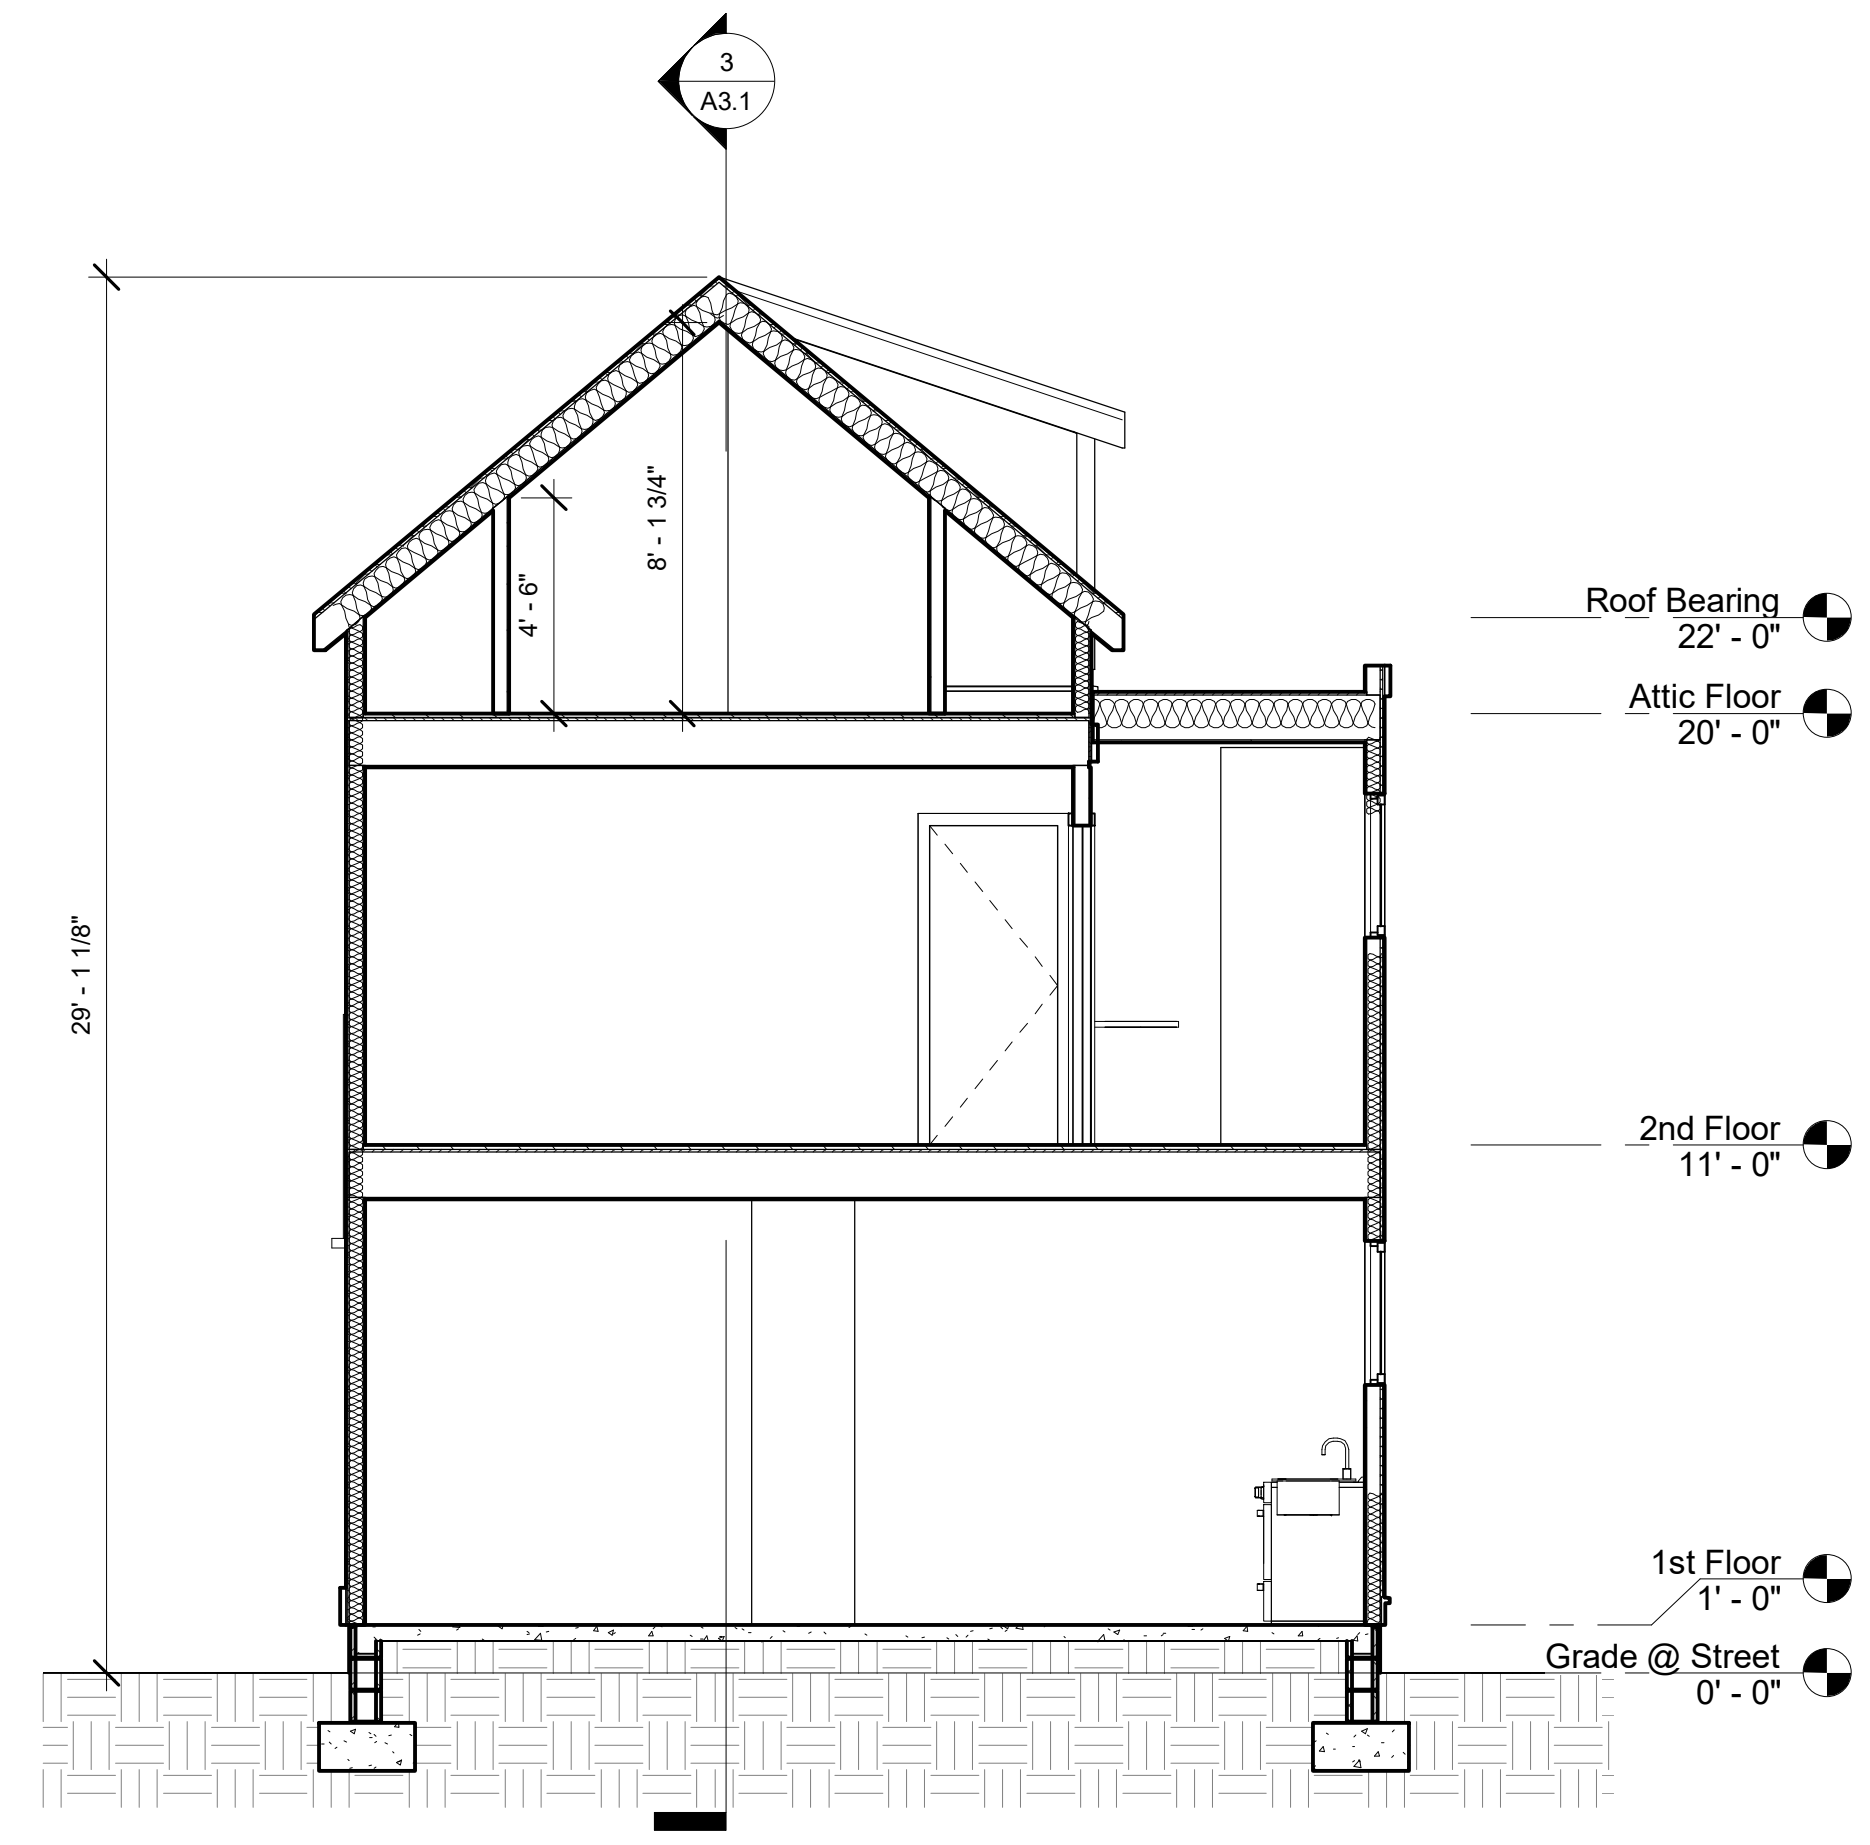 3
A3.1
8' - 1 3/4"
4' - 6"
29' - 1 1/8"
Roof Bearing
22' - 0"
Attic Floor
20' - 0"
2nd Floor
11' - 0"
1st Floor
1' - 0"
Grade @ Street
0' - 0"